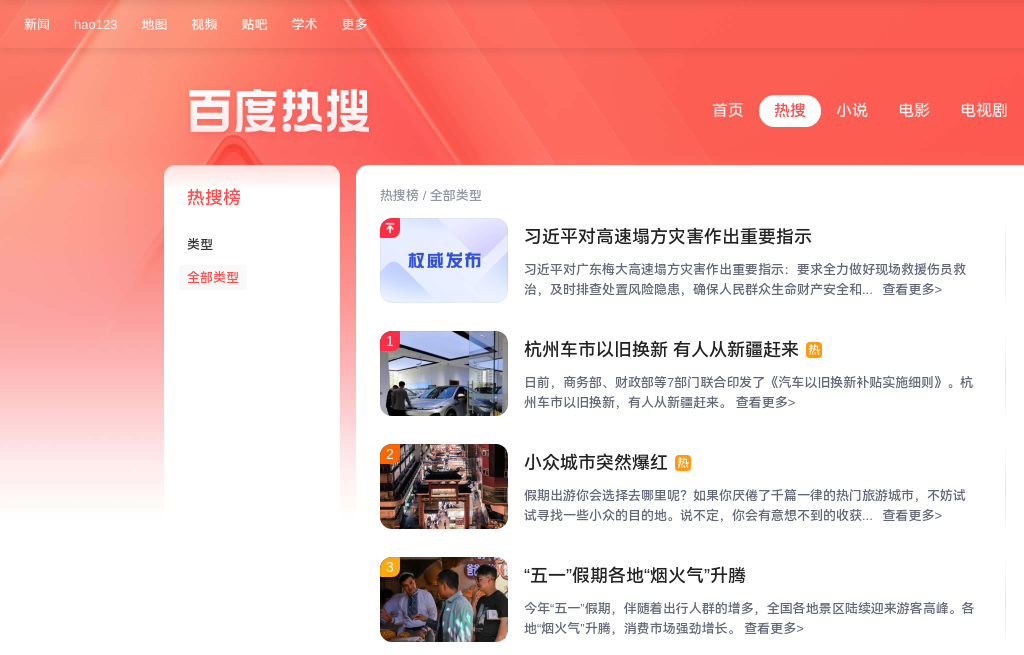 新闻 hao123 地图 视频 贴吧 学术 更多
百度热搜
首页 热搜 小说 电影 电视剧
热搜榜
类型
全部类型
热搜榜 / 全部类型
权威发布
习近平对高速塌方灾害作出重要指示
习近平对广东梅大高速塌方灾害作出重要指示：要求全力做好现场救援伤员救
治，及时排查处置风险隐患，确保人民群众生命财产安全和... 查看更多>
1
杭州车市以旧换新 有人从新疆赶来 热
日前，商务部、财政部等7部门联合印发了《汽车以旧换新补贴实施细则》。杭
州车市以旧换新，有人从新疆赶来。 查看更多>
2
小众城市突然爆红 热
假期出游你会选择去哪里呢？如果你厌倦了千篇一律的热门旅游城市，不妨试
试寻找一些小众的目的地。说不定，你会有意想不到的收获... 查看更多>
3
“五一”假期各地“烟火气”升腾
今年“五一”假期，伴随着出行人群的增多，全国各地景区陆续迎来游客高峰。各
地“烟火气”升腾，消费市场强劲增长。 查看更多>